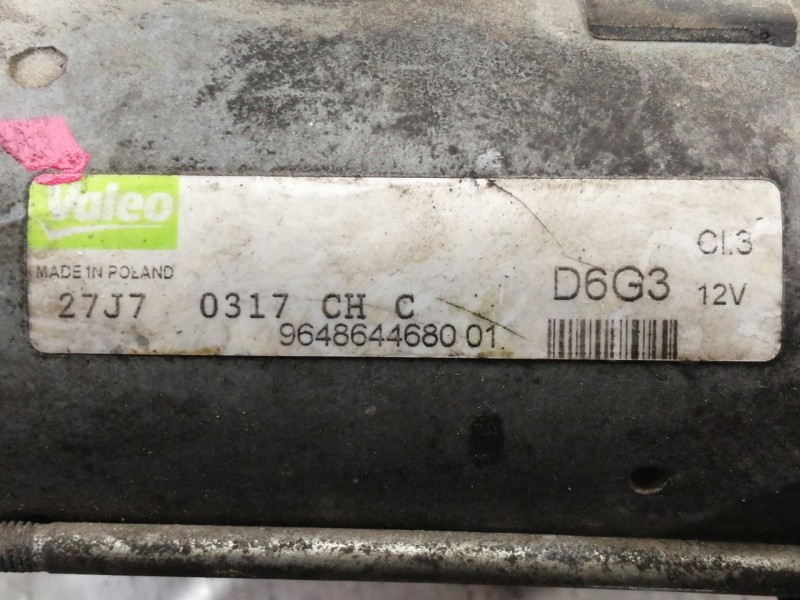 Valeo
MADE IN POLAND
27J7 0317 CH C
9648644680 01.
D6G3
Cl.3
12V